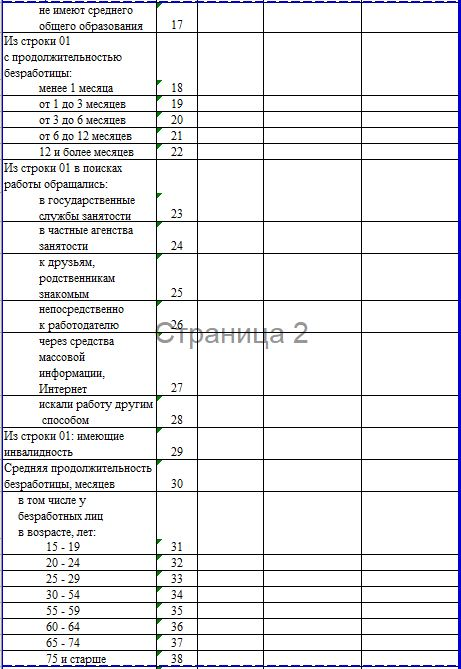 не имеют среднего
общего образования 17
Из строки 01
с продолжительностью
безработицы:
менее 1 месяца 18
от 1 до 3 месяцев 19
от 3 до 6 месяцев 20
от 6 до 12 месяцев 21
12 и более месяцев 22
Из строки 01 в поисках
работы обращались:
в государственные
службы занятости 23
в частные агенства
занятости 24
к друзьям,
родственникам
знакомым 25
непосредственно
к работодателю 26
Страница 2
через средства
массовой
информации,
Интернет 27
искали работу другим
способом 28
Из строки 01: имеющие
инвалидность 29
Средняя продолжительность
безработицы, месяцев 30
в том числе у
безработных лиц
в возрасте, лет:
15 - 19 31
20 - 24 32
25 - 29 33
30 - 54 34
55 - 59 35
60 - 64 36
65 - 74 37
75 и старше 38